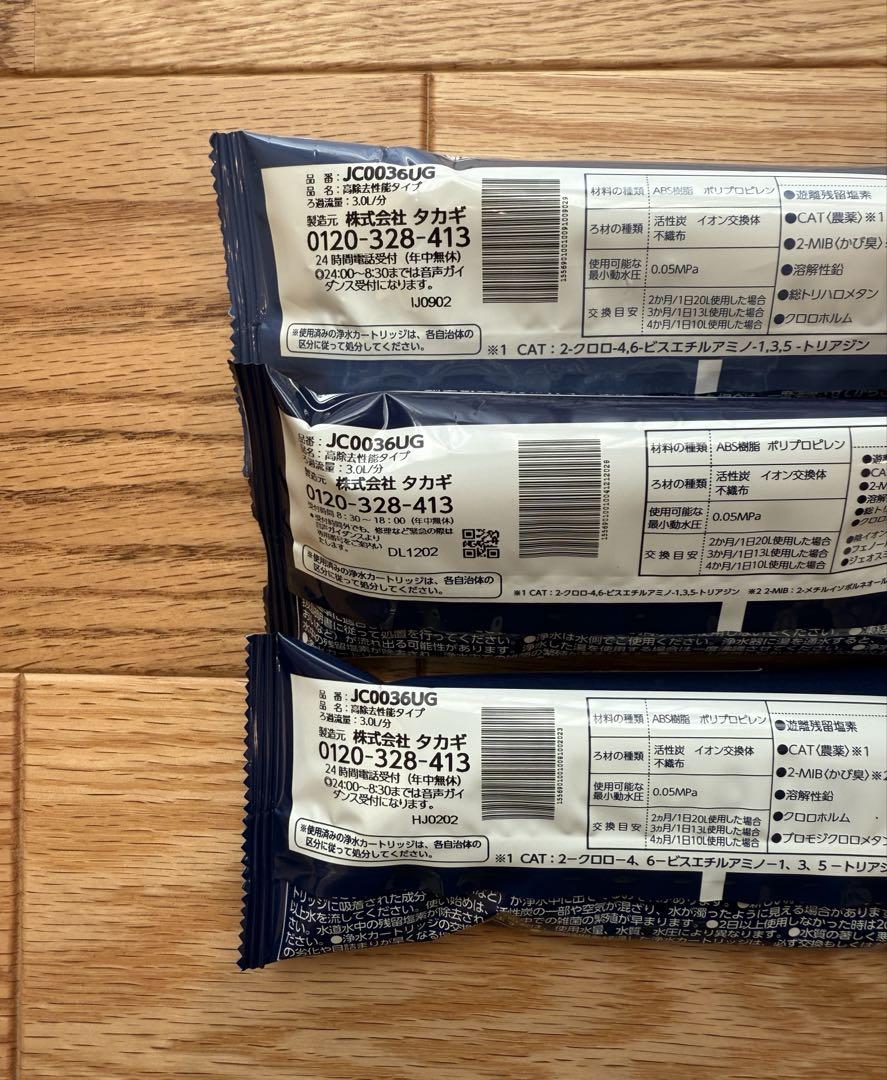 品番：JC0036UG
品名：高除去性能タイプ
ろ過流量：3.0L/分
製造元 株式会社 タカギ
0120-328-413
24時間電話受付（年中無休）
◎24:00〜8:30までは音声ガイ
ダンス受付になります。
IJ0902
※使用済みの浄水カートリッジは、各自治体の
区分に従って処分してください。
材料の種類 ABS樹脂 ポリプロピレン
ろ材の種類 活性炭 イオン交換体
不織布
使用可能な
最小動水圧 0.05MPa
交換目安 2か月/1日20L使用した場合
3か月/1日13L使用した場合
4か月/1日10L使用した場合
●遊離残留塩素
●CAT〈農薬〉※1
●2-MIB〈かび臭〉
●溶解性鉛
●総トリハロメタン
●クロロホルム
※1 CAT：2-クロロ-4,6-ビスエチルアミノ-1,3,5-トリアジン
品番：JC0036UG
品名：高除去性能タイプ
ろ過流量：3.0L/分
製造元 株式会社 タカギ
0120-328-413
受付時間 8：30〜18：00（年中無休）
DL1202
※使用済みの浄水カートリッジは、各自治体の
区分に従って処分してください。
材料の種類 ABS樹脂 ポリプロピレン
ろ材の種類 活性炭 イオン交換体
不織布
使用可能な
最小動水圧 0.05MPa
交換目安 2か月/1日20L使用した場合
3か月/1日13L使用した場合
4か月/1日10L使用した場合
※1 CAT：2-クロロ-4,6-ビスエチルアミノ-1,3,5-トリアジン ※2 2-MIB：2-メチルイソボルネオール
品番：JC0036UG
品名：高除去性能タイプ
ろ過流量：3.0L/分
製造元 株式会社 タカギ
0120-328-413
24時間電話受付（年中無休）
◎24:00〜8:30までは音声ガイ
ダンス受付になります。
HJ0202
※使用済みの浄水カートリッジは、各自治体の
区分に従って処分してください。
材料の種類 ABS樹脂 ポリプロピレン
ろ材の種類 活性炭 イオン交換体
不織布
使用可能な
最小動水圧 0.05MPa
交換目安 2ヵ月/1日20L使用した場合
3ヵ月/1日13L使用した場合
4ヵ月/1日10L使用した場合
●遊離残留塩素
●CAT〈農薬〉※1
●2-MIB〈かび臭〉※2
●溶解性鉛
●クロロホルム
●ブロモジクロロメタン
※1 CAT：2－クロロ－4、6－ビスエチルアミノ－1、3、5－トリアジ